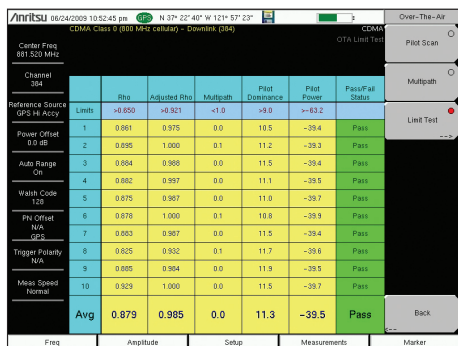 Anritsu 06/24/2009 10:52:45 pm GPS N 37° 22' 40" W 121° 57' 23"
Over-The-Air
CDMA Class 0 (800 MHz cellular) - Downlink (384)
CDMA
OTA Limit Test
Center Freq
881.520 MHz
Channel
384
Reference Source
GPS Hi Accy
Power Offset
0.0 dB
Auto Range
On
Walsh Code
128
PN Offset
N/A
GPS
Trigger Polarity
N/A
Meas Speed
Normal
Rho Adjusted Rho Multipath Pilot Dominance Pilot Power Pass/Fail Status
Limits >0.650 >0.921 <1.0 >9.0 >-63.2
1 0.861 0.975 0.0 10.5 -39.4 Pass
2 0.895 1.000 0.1 11.2 -39.3 Pass
3 0.884 0.988 0.0 11.5 -39.4 Pass
4 0.882 0.997 0.0 11.1 -39.5 Pass
5 0.875 0.987 0.0 11.0 -39.7 Pass
6 0.878 1.000 0.1 10.8 -39.9 Pass
7 0.883 0.987 0.0 11.5 -39.4 Pass
8 0.825 0.932 0.1 11.7 -39.6 Pass
9 0.885 0.984 0.0 11.9 -39.5 Pass
10 0.929 1.000 0.0 11.5 -39.7 Pass
Avg 0.879 0.985 0.0 11.3 -39.5 Pass
Pilot Scan
Multipath
Limit Test
-->
Back
<--
Freq Amplitude Setup Measurements Marker